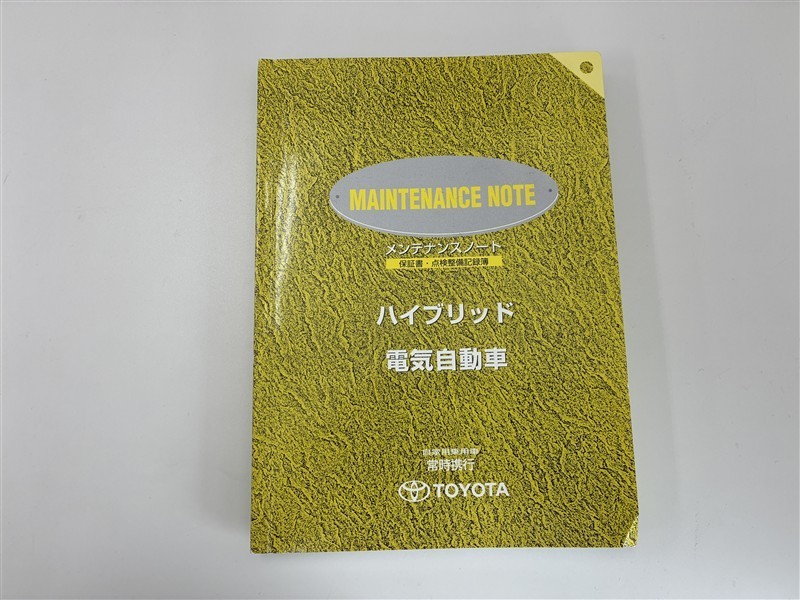 MAINTENANCE NOTE
メンテナンスノート
保証書・点検整備記録簿
ハイブリッド
電気自動車
自家用乗用車
常時携行
TOYOTA